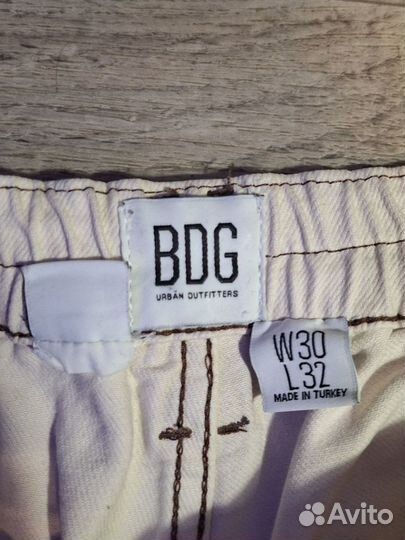 BDG
URBAN OUTFITTERS
W30
L32
MADE IN TURKEY
Avito